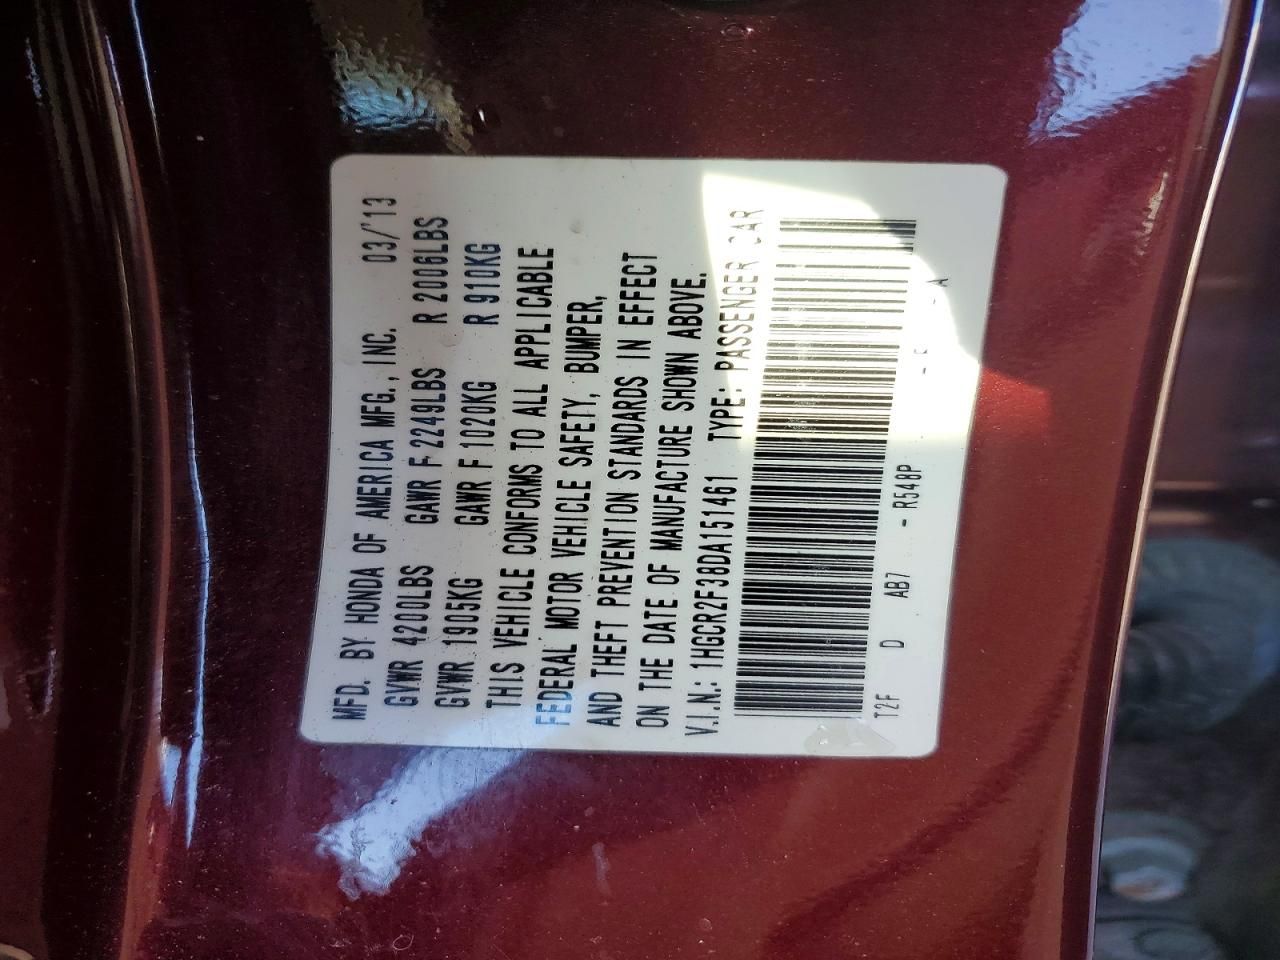 MFD. BY HONDA OF AMERICA MFG., INC. 03/'13
GVWR 4200LBS GAWR F 2249LBS R 2006LBS
GVWR 1905KG GAWR F 1020KG R 910KG
THIS VEHICLE CONFORMS TO ALL APPLICABLE
FEDERAL MOTOR VEHICLE SAFETY, BUMPER,
AND THEFT PREVENTION STANDARDS IN EFFECT
ON THE DATE OF MANUFACTURE SHOWN ABOVE.
V.I.N.: 1HGCR2F38DA151461 TYPE: PASSENGER CAR
T2F D AB7 - R548P - A